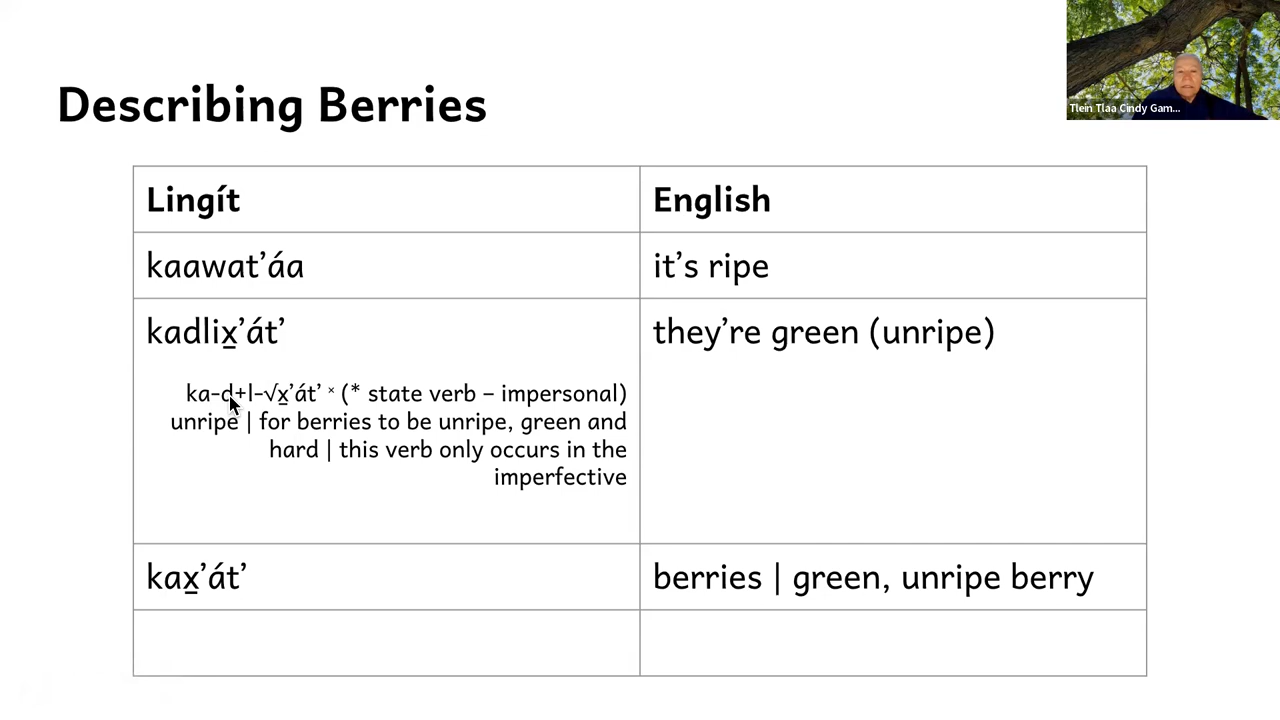 Tlein Tlaa Cindy Gam...
Describing Berries
Lingít
English
kaawat’áa
it’s ripe
kadlix̲’át’
they’re green (unripe)
ka-d+l-√x̲’át’ ˣ (* state verb – impersonal)
unripe | for berries to be unripe, green and
hard | this verb only occurs in the
imperfective
kax̲’át’
berries | green, unripe berry